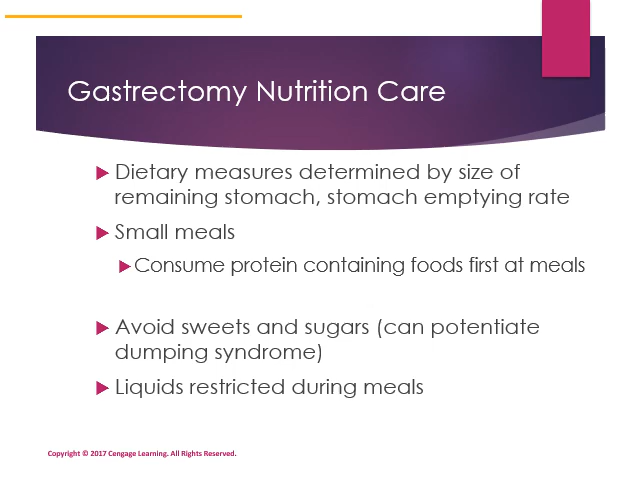 Gastrectomy Nutrition Care
Dietary measures determined by size of
remaining stomach, stomach emptying rate
Small meals
Consume protein containing foods first at meals
Avoid sweets and sugars (can potentiate
dumping syndrome)
Liquids restricted during meals
Copyright © 2017 Cengage Learning. All Rights Reserved.